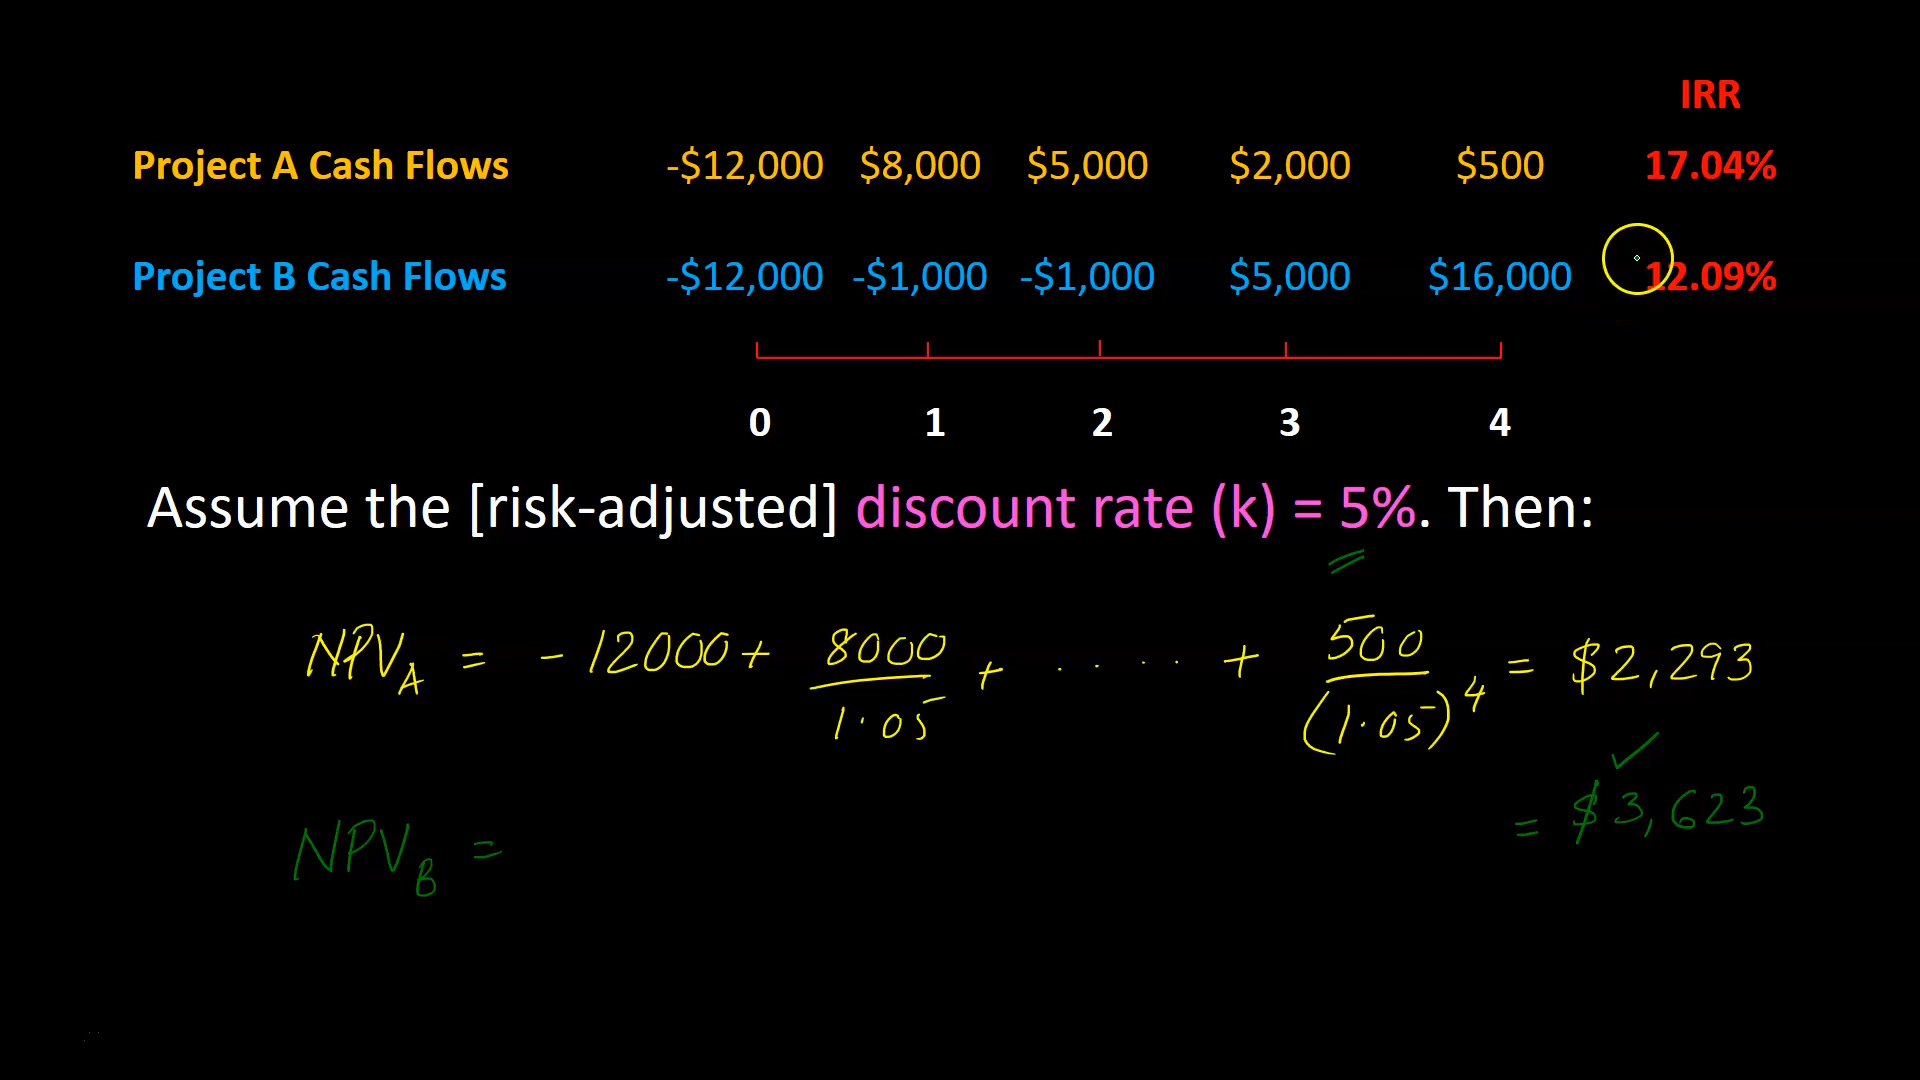 IRR
Project A Cash Flows -$12,000 $8,000 $5,000 $2,000 $500 17.04%
Project B Cash Flows -$12,000 -$1,000 -$1,000 $5,000 $16,000 12.09%
0 1 2 3 4
Assume the [risk-adjusted] discount rate (k) = 5%. Then:
NPV_A = - 12000 + 8000/1.05 + ..... + 500/(1.05)^4 = $2,293
NPV_B = = $3,623